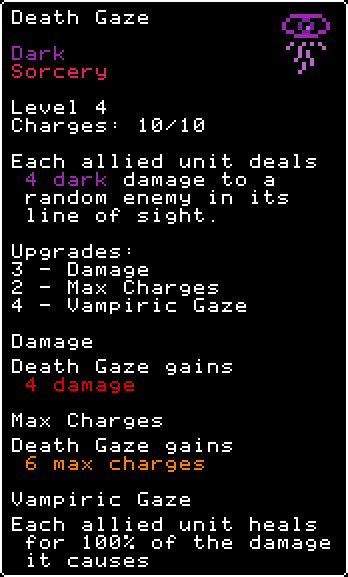 Death Gaze
Dark
Sorcery
Level 4
Charges: 10/10
Each allied unit deals
4 dark damage to a
random enemy in its
line of sight.
Upgrades:
3 - Damage
2 - Max Charges
4 - Vampiric Gaze
Damage
Death Gaze gains
4 damage
Max Charges
Death Gaze gains
6 max charges
Vampiric Gaze
Each allied unit heals
for 100% of the damage
it causes